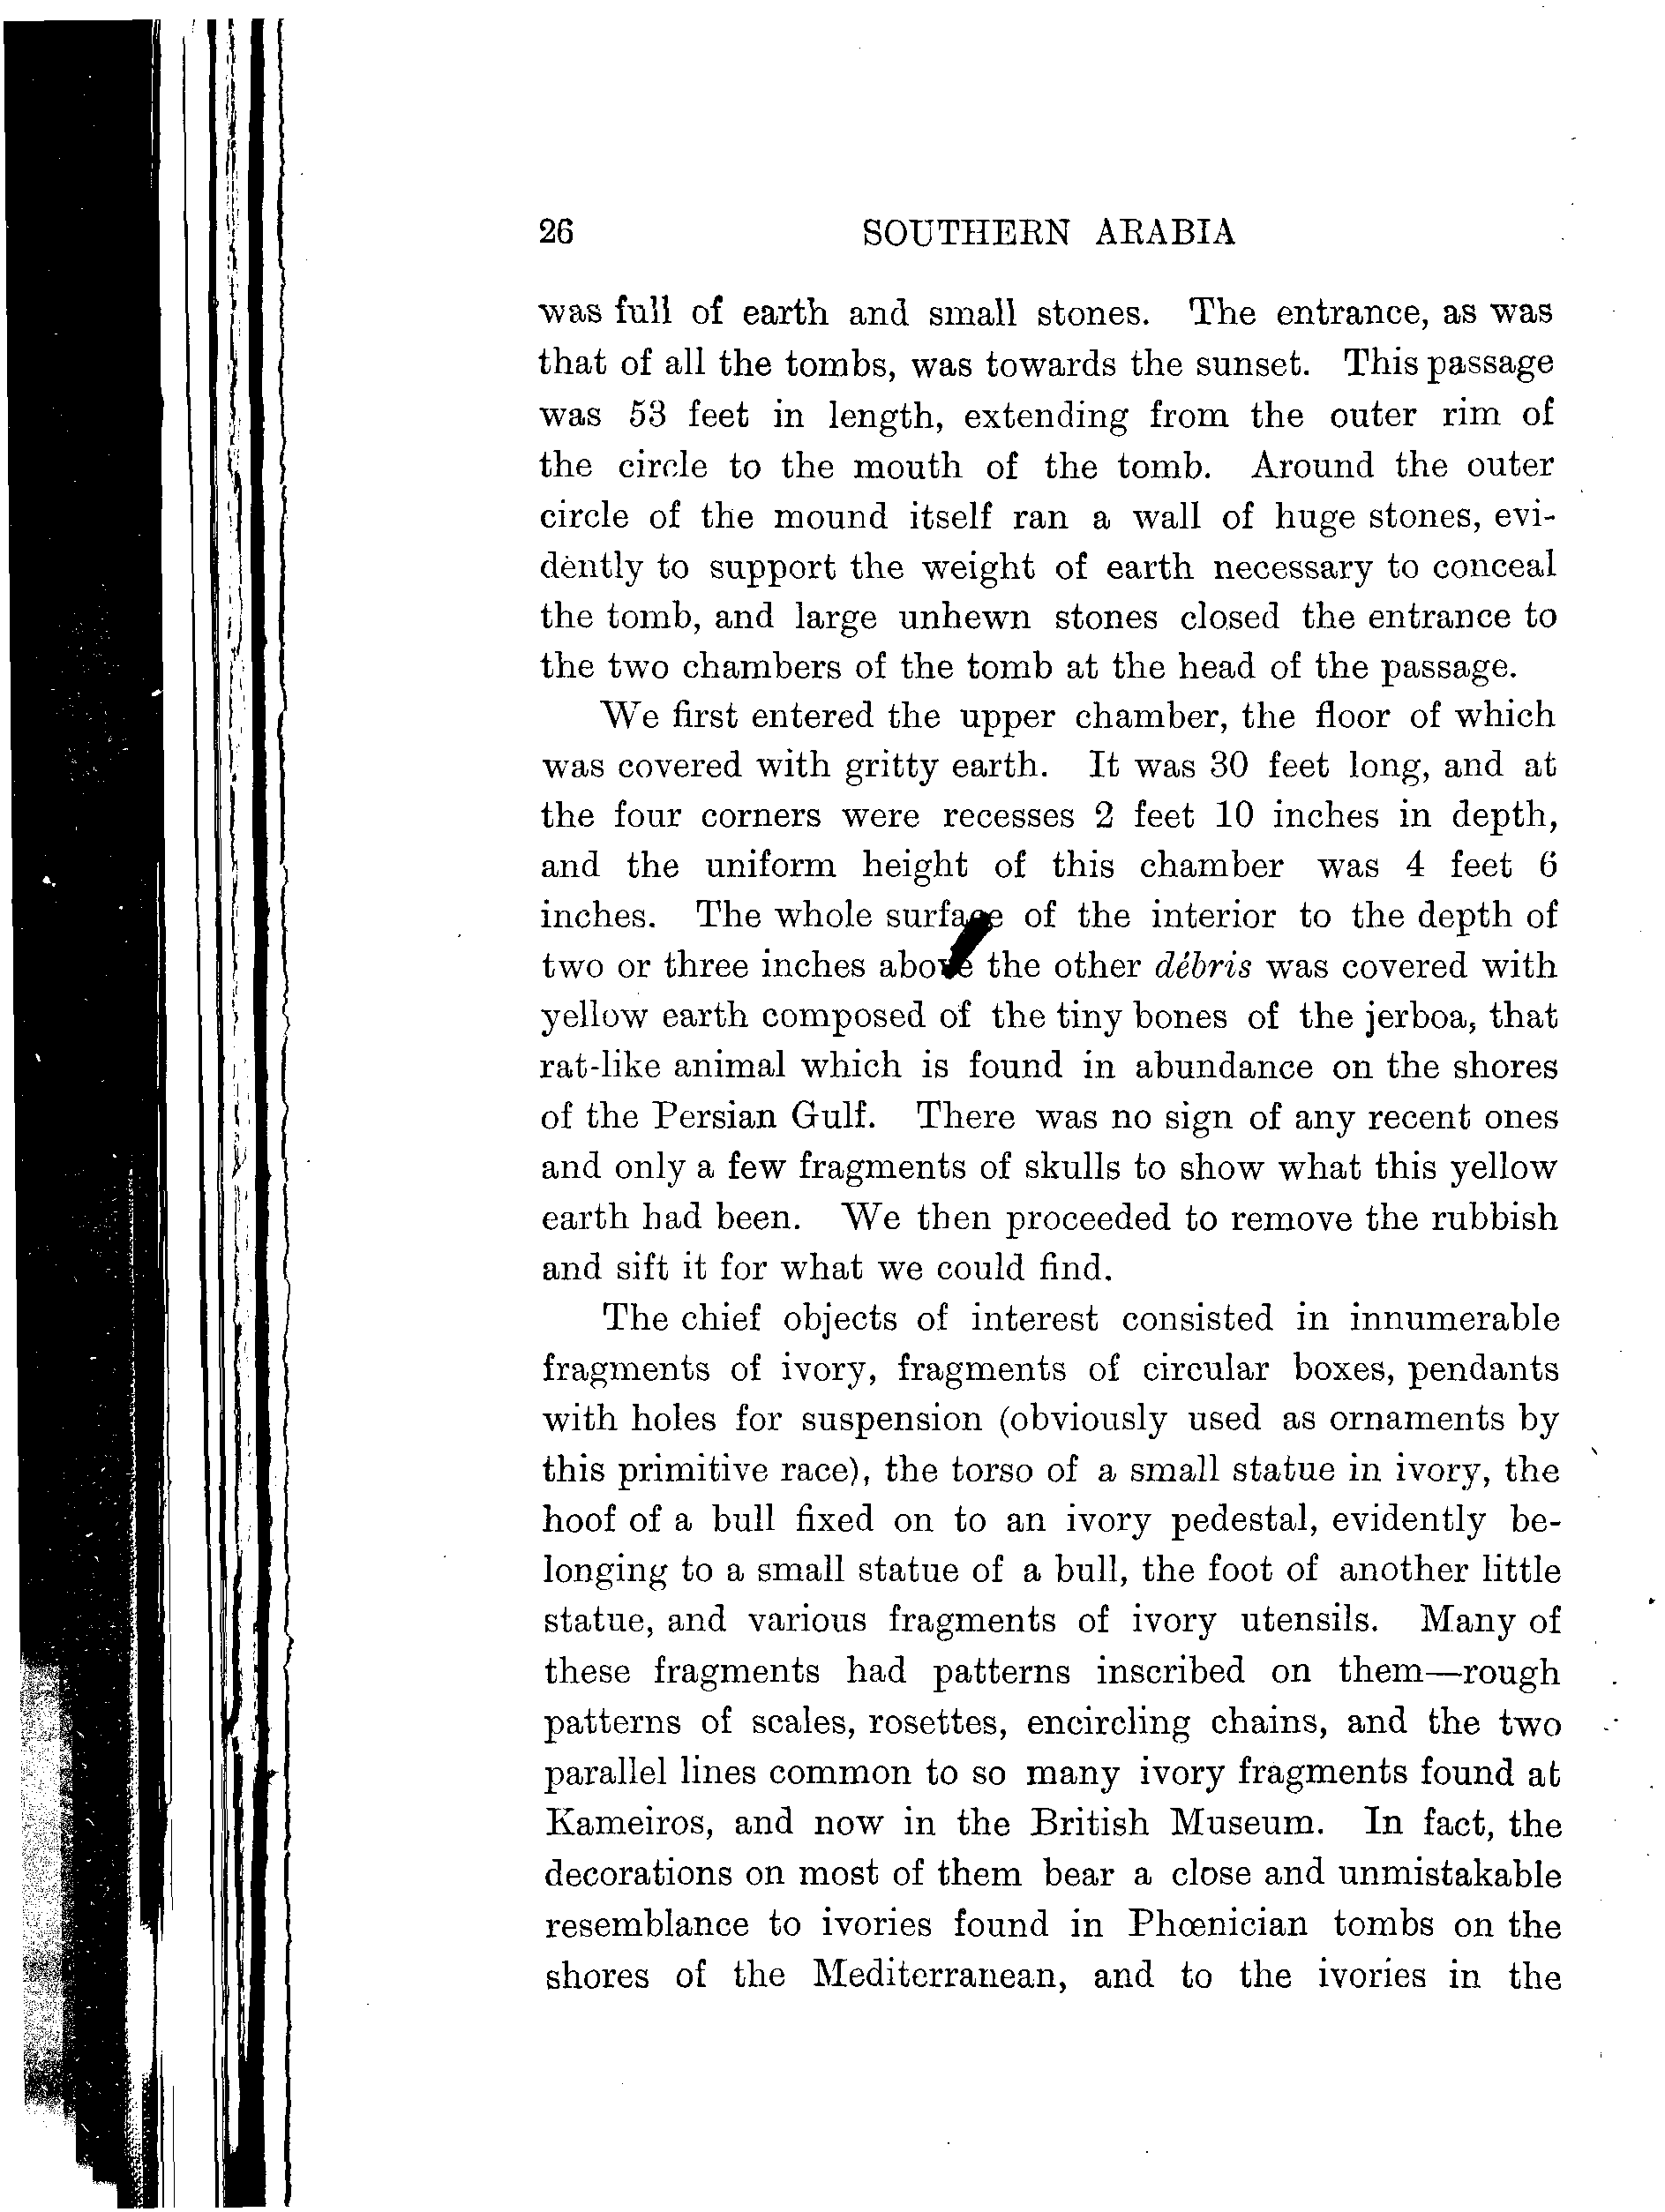 26 SOUTHERN ARABIA
was full of earth and small stones. The entrance, as was
that of all the tombs, was towards the sunset. This passage
was 53 feet in length, extending from the outer rim of
the circle to the mouth of the tomb. Around the outer
circle of the mound itself ran a wall of huge stones, evi-
dently to support the weight of earth necessary to conceal
the tomb, and large unhewn stones closed the entrance to
the two chambers of the tomb at the head of the passage.
We first entered the upper chamber, the floor of which
was covered with gritty earth. It was 30 feet long, and at
the four corners were recesses 2 feet 10 inches in depth,
and the uniform height of this chamber was 4 feet 6
inches. The whole surface of the interior to the depth of
two or three inches above the other débris was covered with
yellow earth composed of the tiny bones of the jerboa, that
rat-like animal which is found in abundance on the shores
of the Persian Gulf. There was no sign of any recent ones
and only a few fragments of skulls to show what this yellow
earth had been. We then proceeded to remove the rubbish
and sift it for what we could find.
The chief objects of interest consisted in innumerable
fragments of ivory, fragments of circular boxes, pendants
with holes for suspension (obviously used as ornaments by
this primitive race), the torso of a small statue in ivory, the
hoof of a bull fixed on to an ivory pedestal, evidently be-
longing to a small statue of a bull, the foot of another little
statue, and various fragments of ivory utensils. Many of
these fragments had patterns inscribed on them—rough
patterns of scales, rosettes, encircling chains, and the two
parallel lines common to so many ivory fragments found at
Kameiros, and now in the British Museum. In fact, the
decorations on most of them bear a close and unmistakable
resemblance to ivories found in Phœnician tombs on the
shores of the Mediterranean, and to the ivories in the